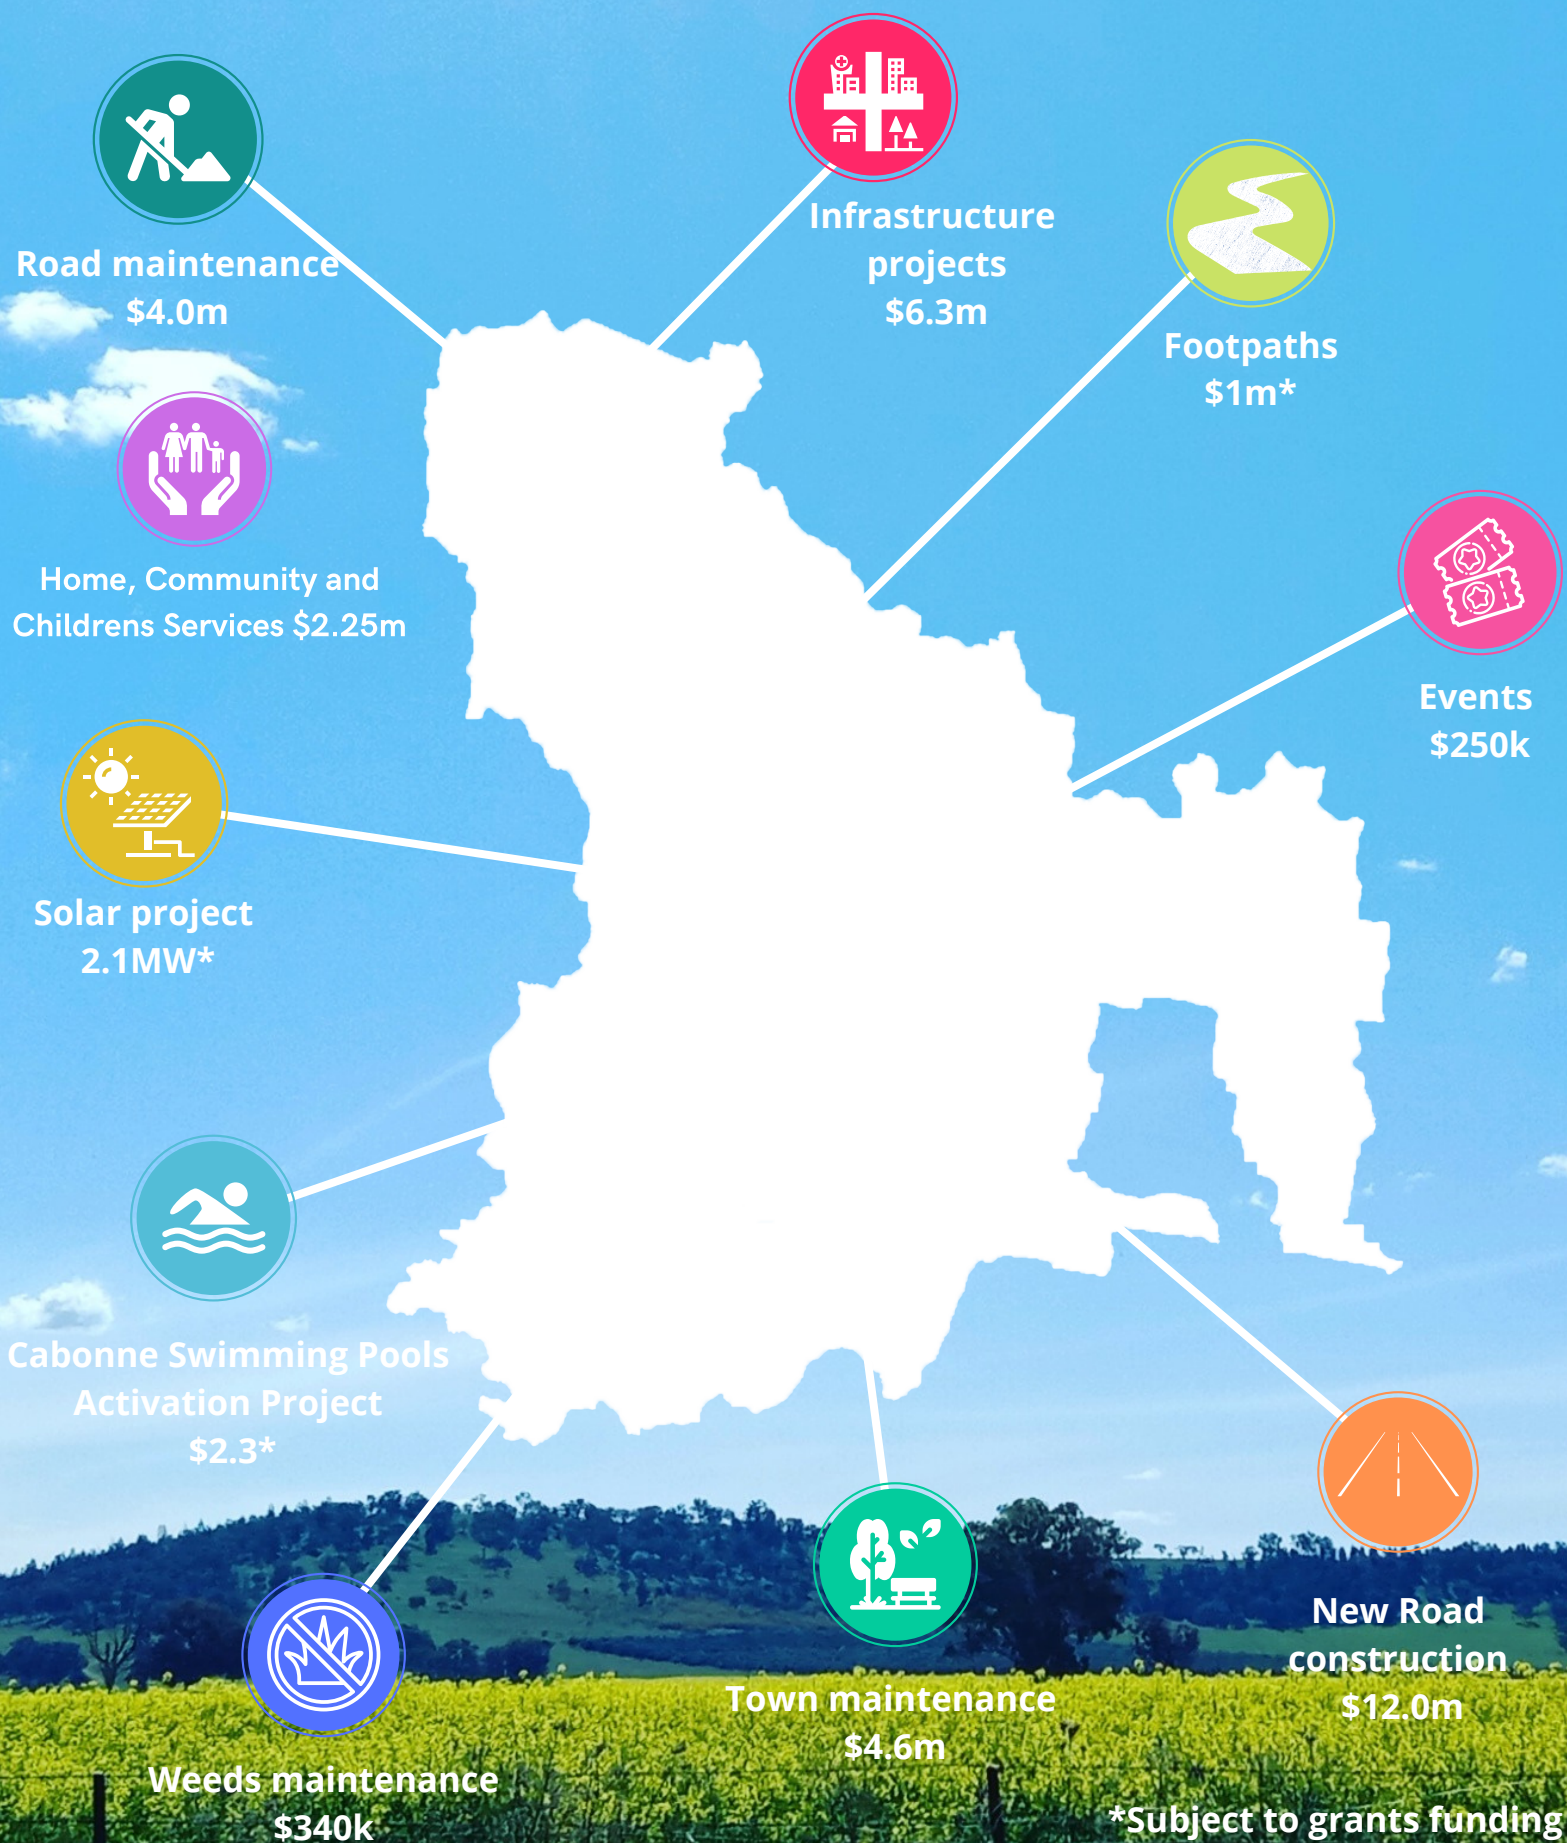 Road maintenance
$4.0m
Infrastructure
projects
$6.3m
Footpaths
$1m*
Home, Community and
Childrens Services $2.25m
Events
$250k
Solar project
2.1MW*
Cabonne Swimming Pools
Activation Project
$2.3*
New Road
construction
$12.0m
Town maintenance
$4.6m
Weeds maintenance
$340k
*Subject to grants funding